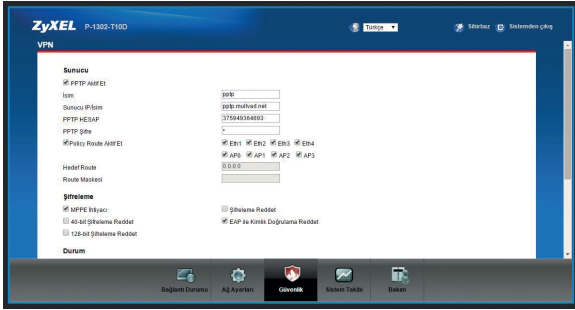 ZyXEL P-1302-T10D Türkçe Sihirbaz Sistemden çıkış
VPN
Sunucu
PPTP Aktif Et
İsim pptp
Sunucu IP/İsim pptp.mullvad.net
PPTP HESAP 375949364893
PPTP Şifre *
Policy Route Aktif Et Eth1 Eth2 Eth3 Eth4
AP0 AP1 AP2 AP3
Hedef Route 0.0.0.0
Route Maskesi
Şifreleme
MPPE İhtiyacı Şifreleme Reddet
40-bit Şifreleme Reddet EAP ile Kimlik Doğrulama Reddet
128-bit Şifreleme Reddet
Durum
Bağlantı Durumu Ağ Ayarları Güvenlik Sistem Takibi Bakım